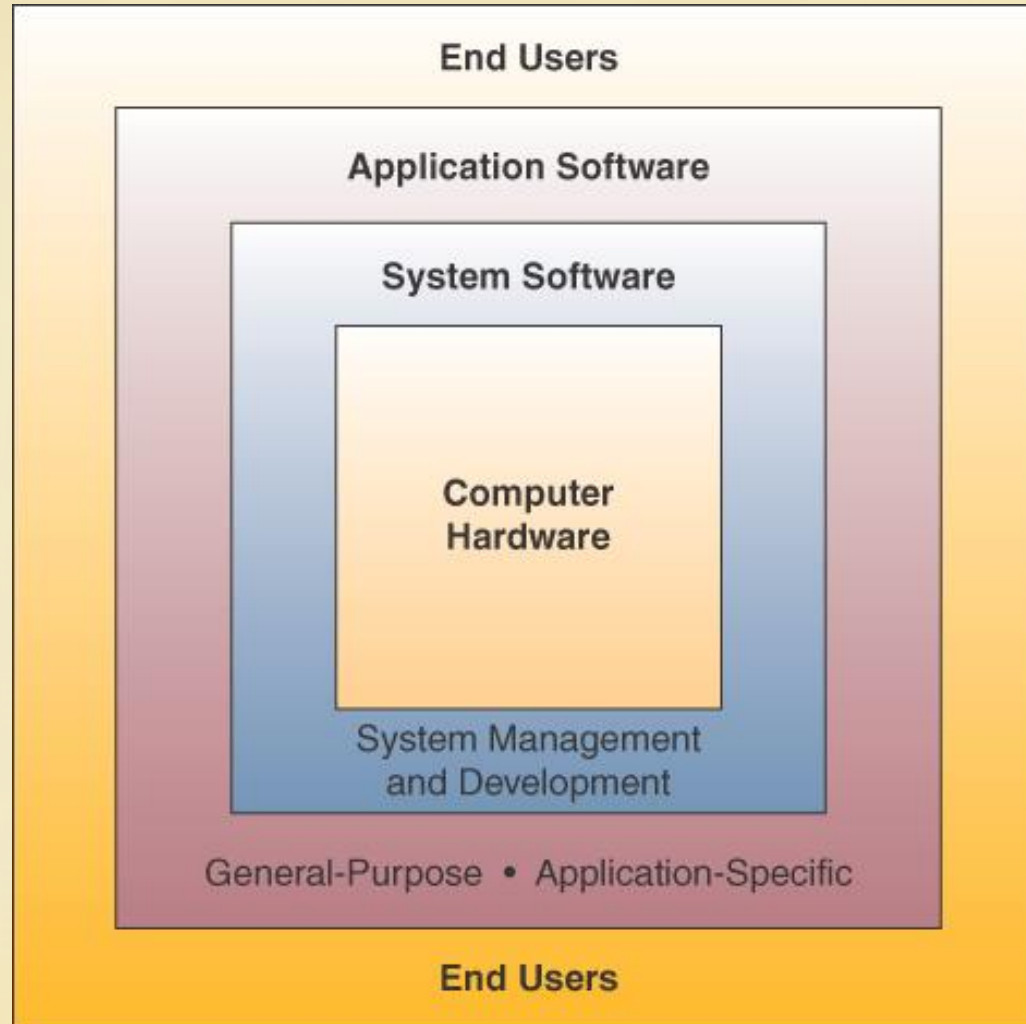 End Users
Application Software
System Software
Computer
Hardware
System Management
and Development
General-Purpose • Application-Specific
End Users